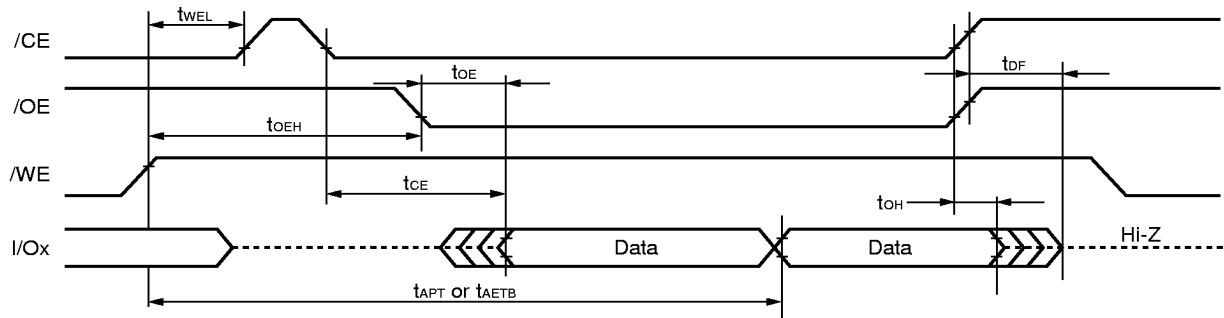 tWEL
/CE
tOE
tDF
/OE
tOEH
/WE
tCE
tOH
I/Ox
Data
Data
Hi-Z
tAPT or tAETB